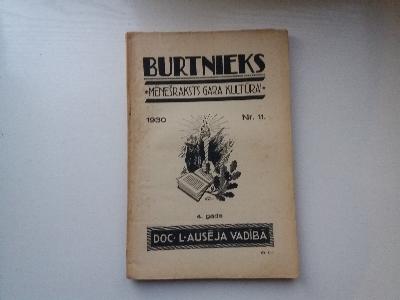 BURTNIEKS
MĒNEŠRAKSTS GARA KULTŪRAI
1930 Nr. 11.
4. gads
DOC. L. AUSĒJA VADĪBĀ